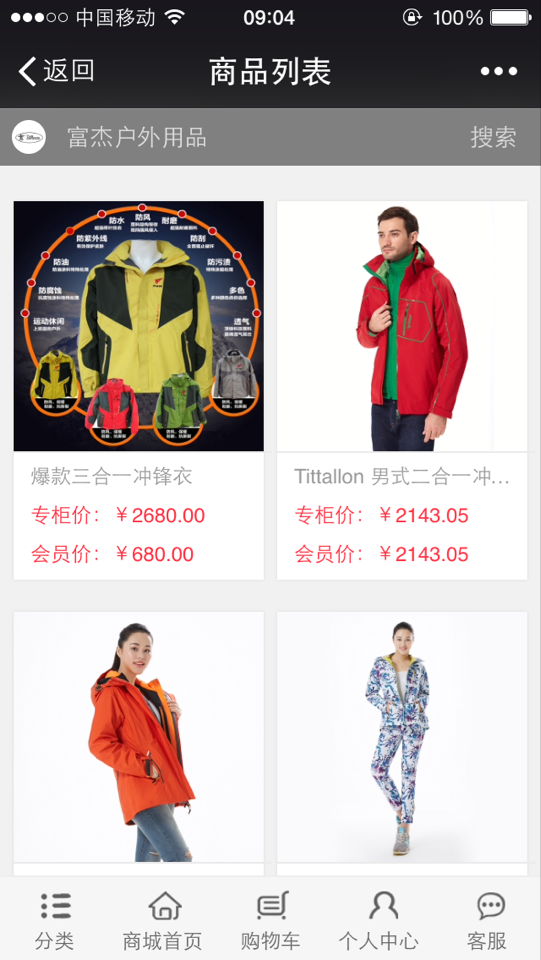 中国移动
09:04
100%
返回
商品列表
富杰户外用品
搜索
防水
防风
耐磨
防紫外线
防刮
防油
防污渍
防腐蚀
多色
运动休闲
透气
爆款三合一冲锋衣
专柜价：￥2680.00
会员价：￥680.00
Tittallon 男式二合一冲…
专柜价：￥2143.05
会员价：￥2143.05
分类
商城首页
购物车
个人中心
客服